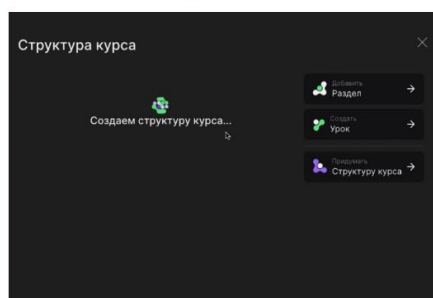 Структура курса
Создаем структуру курса...
Добавить
Раздел
Создать
Урок
Придумать
Структуру курса